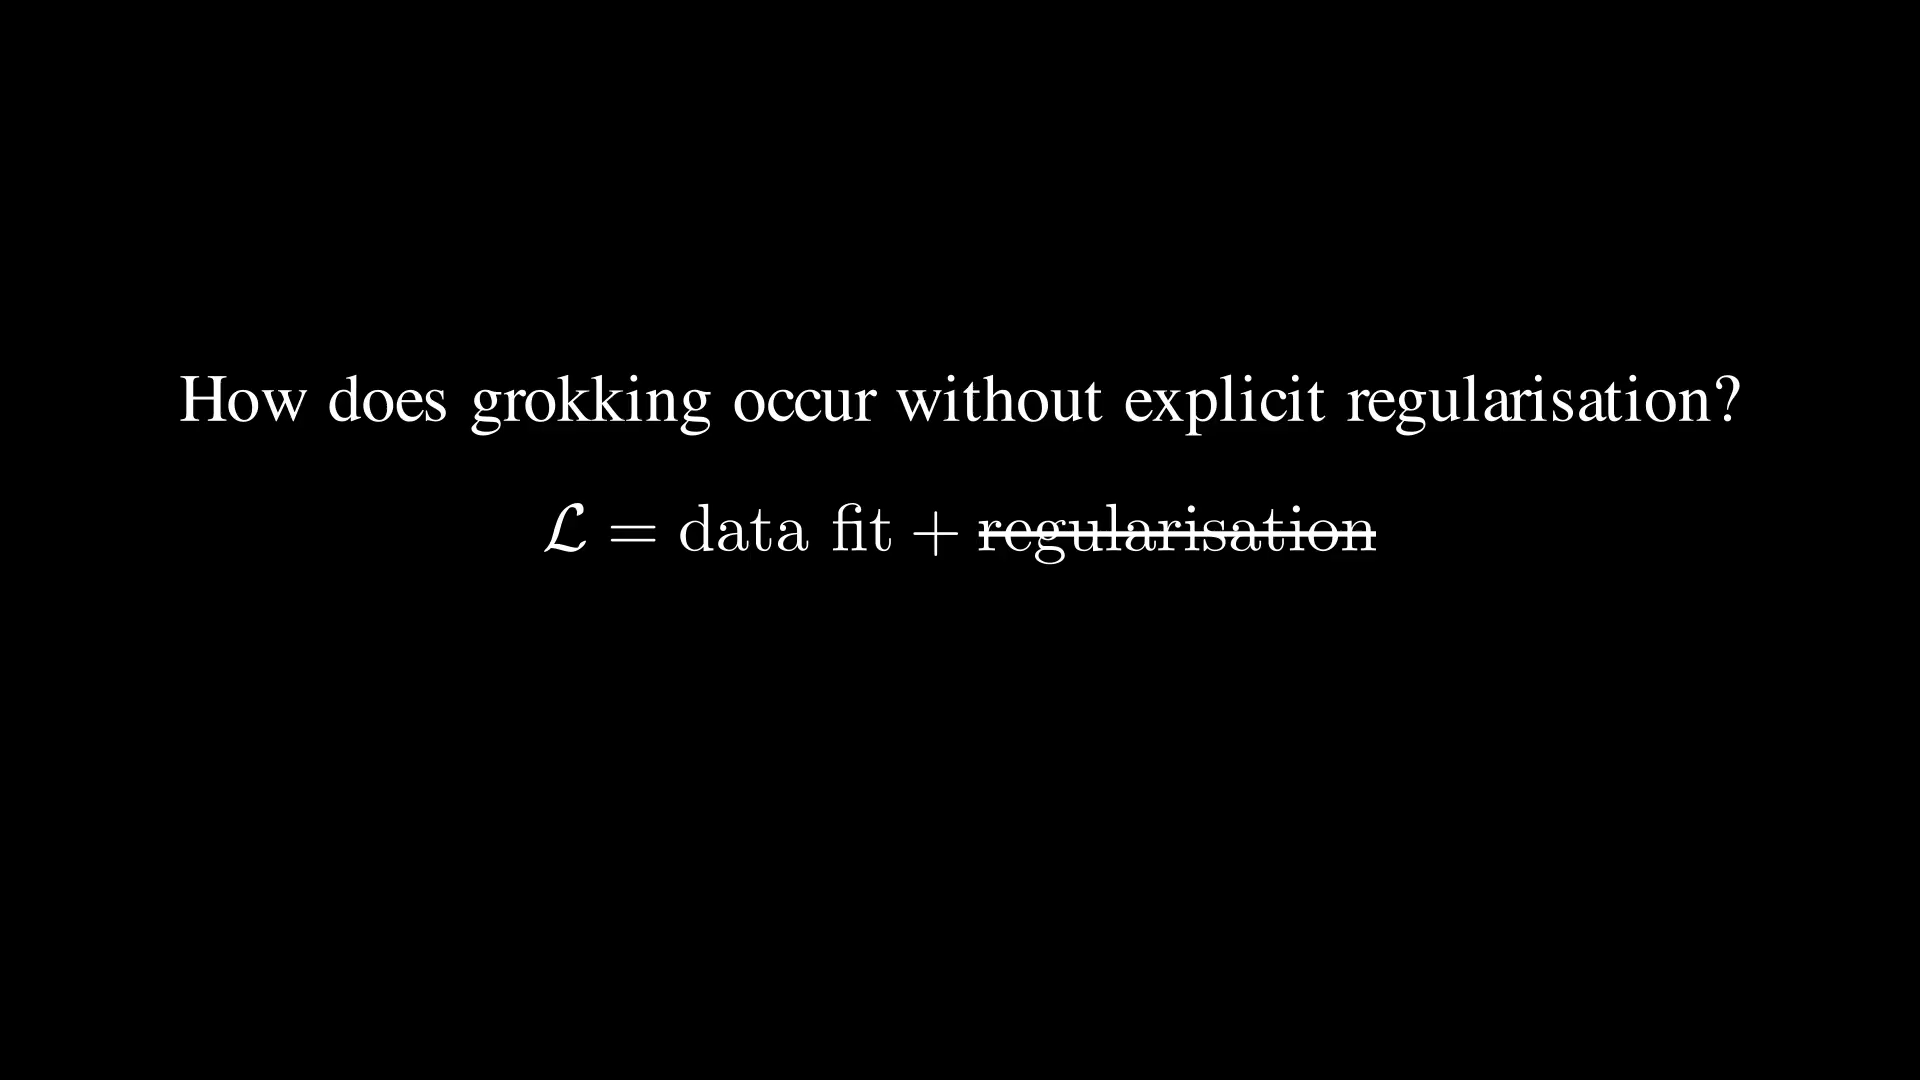 How does grokking occur without explicit regularisation?
ℒ = data fit + regularisation